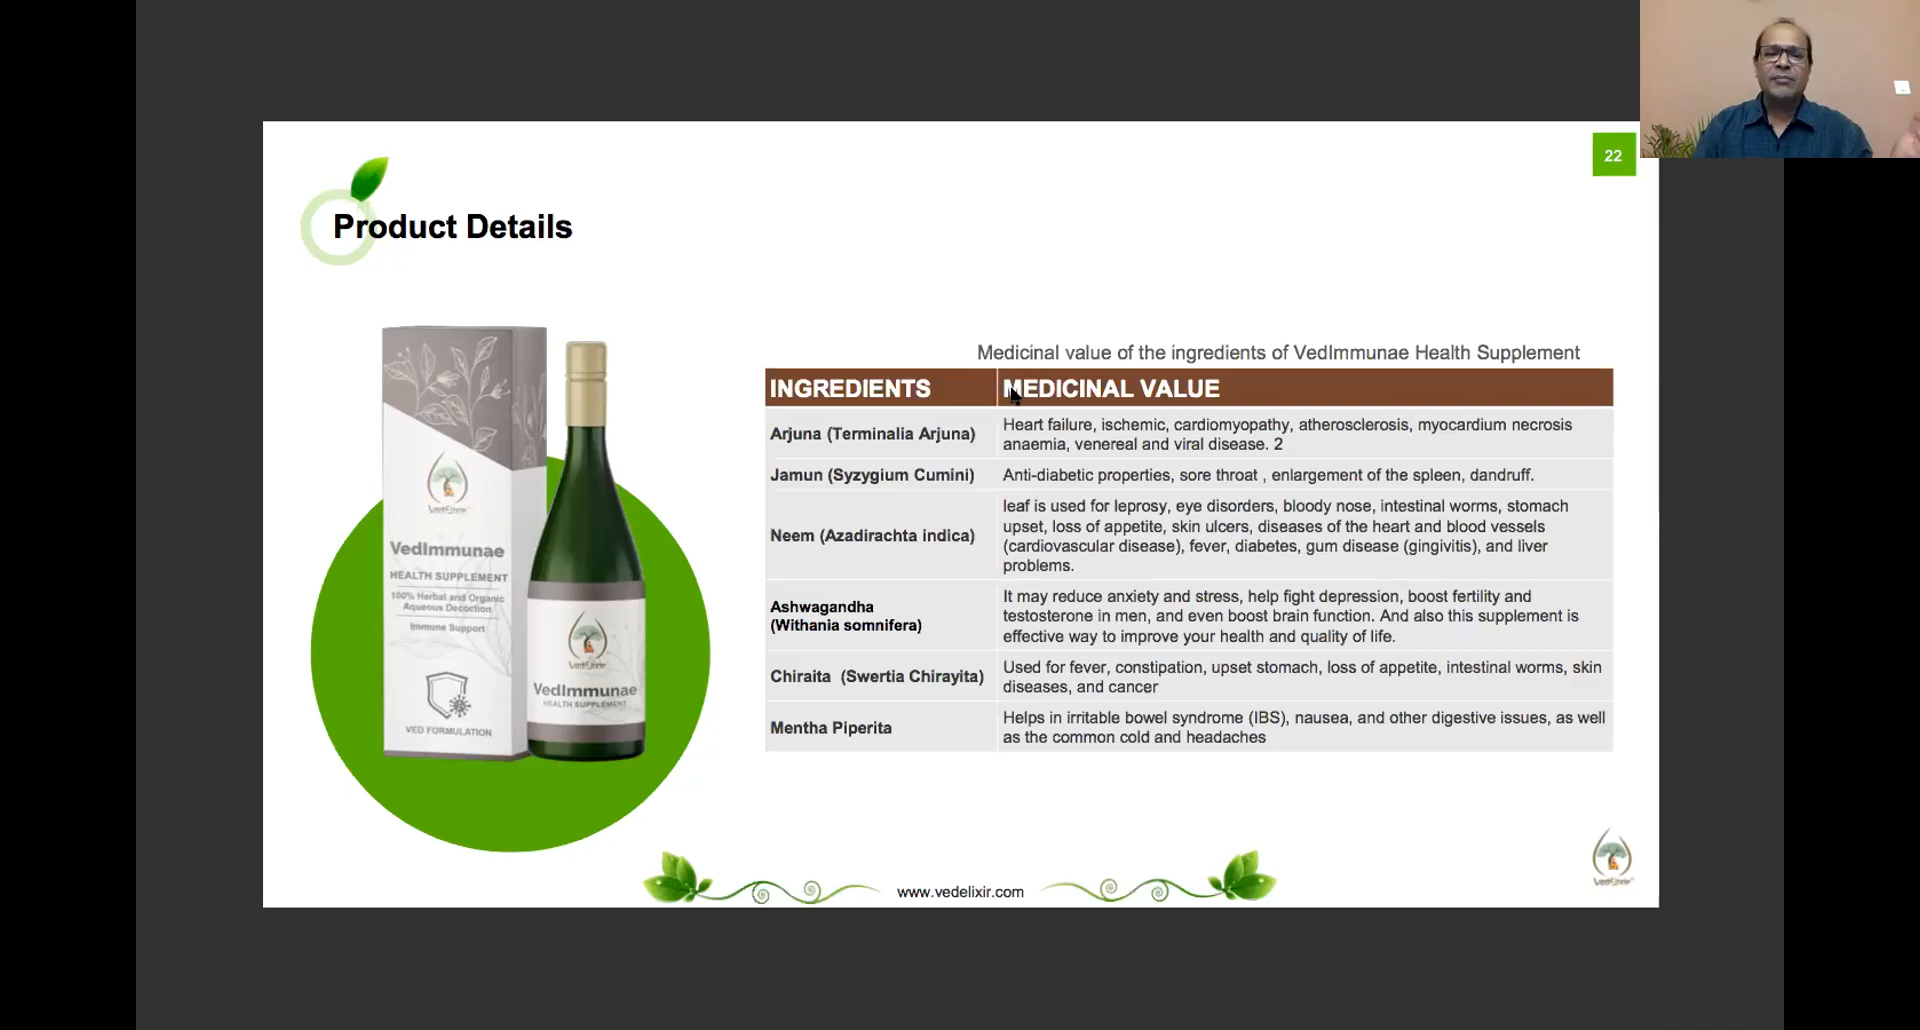 22
Product Details
Medicinal value of the ingredients of VedImmunae Health Supplement
INGREDIENTS
MEDICINAL VALUE
Arjuna (Terminalia Arjuna)
Heart failure, ischemic, cardiomyopathy, atherosclerosis, myocardium necrosis
anaemia, venereal and viral disease. 2
Jamun (Syzygium Cumini)
Anti-diabetic properties, sore throat , enlargement of the spleen, dandruff.
Neem (Azadirachta indica)
leaf is used for leprosy, eye disorders, bloody nose, intestinal worms, stomach
upset, loss of appetite, skin ulcers, diseases of the heart and blood vessels
(cardiovascular disease), fever, diabetes, gum disease (gingivitis), and liver
problems.
Ashwagandha
(Withania somnifera)
It may reduce anxiety and stress, help fight depression, boost fertility and
testosterone in men, and even boost brain function. And also this supplement is
effective way to improve your health and quality of life.
Chiraita (Swertia Chirayita)
Used for fever, constipation, upset stomach, loss of appetite, intestinal worms, skin
diseases, and cancer
Mentha Piperita
Helps in irritable bowel syndrome (IBS), nausea, and other digestive issues, as well
as the common cold and headaches
VedElixir
VedImmunae
HEALTH SUPPLEMENT
100% Herbal and Organic
Aqueous Decoction
Immune Support
VED FORMULATION
VedElixir
VedImmunae
HEALTH SUPPLEMENT
www.vedelixir.com
VedElixir